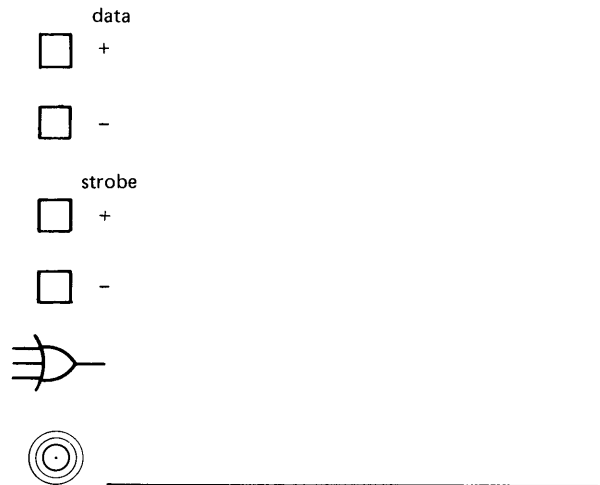 data
+
–
strobe
+
–